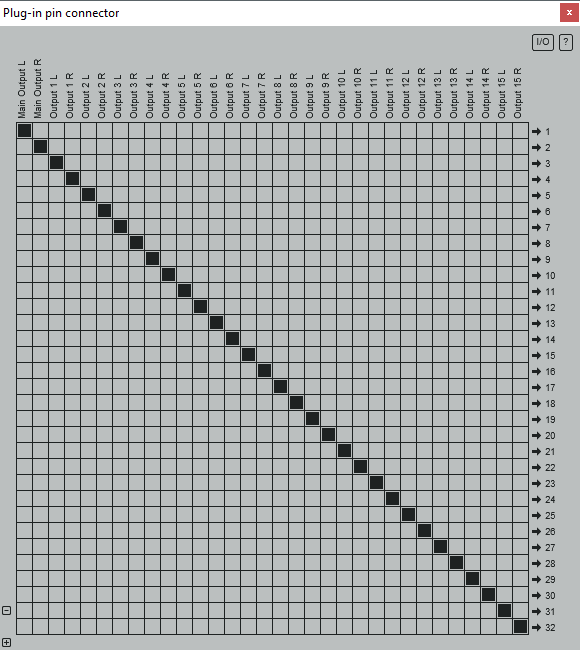 Plug-in pin connector
x
I/O
?
Main Output L
Main Output R
Output 1 L
Output 1 R
Output 2 L
Output 2 R
Output 3 L
Output 3 R
Output 4 L
Output 4 R
Output 5 L
Output 5 R
Output 6 L
Output 6 R
Output 7 L
Output 7 R
Output 8 L
Output 8 R
Output 9 L
Output 9 R
Output 10 L
Output 10 R
Output 11 L
Output 11 R
Output 12 L
Output 12 R
Output 13 L
Output 13 R
Output 14 L
Output 14 R
Output 15 L
Output 15 R
1
2
3
4
5
6
7
8
9
10
11
12
13
14
15
16
17
18
19
20
21
22
23
24
25
26
27
28
29
30
31
32